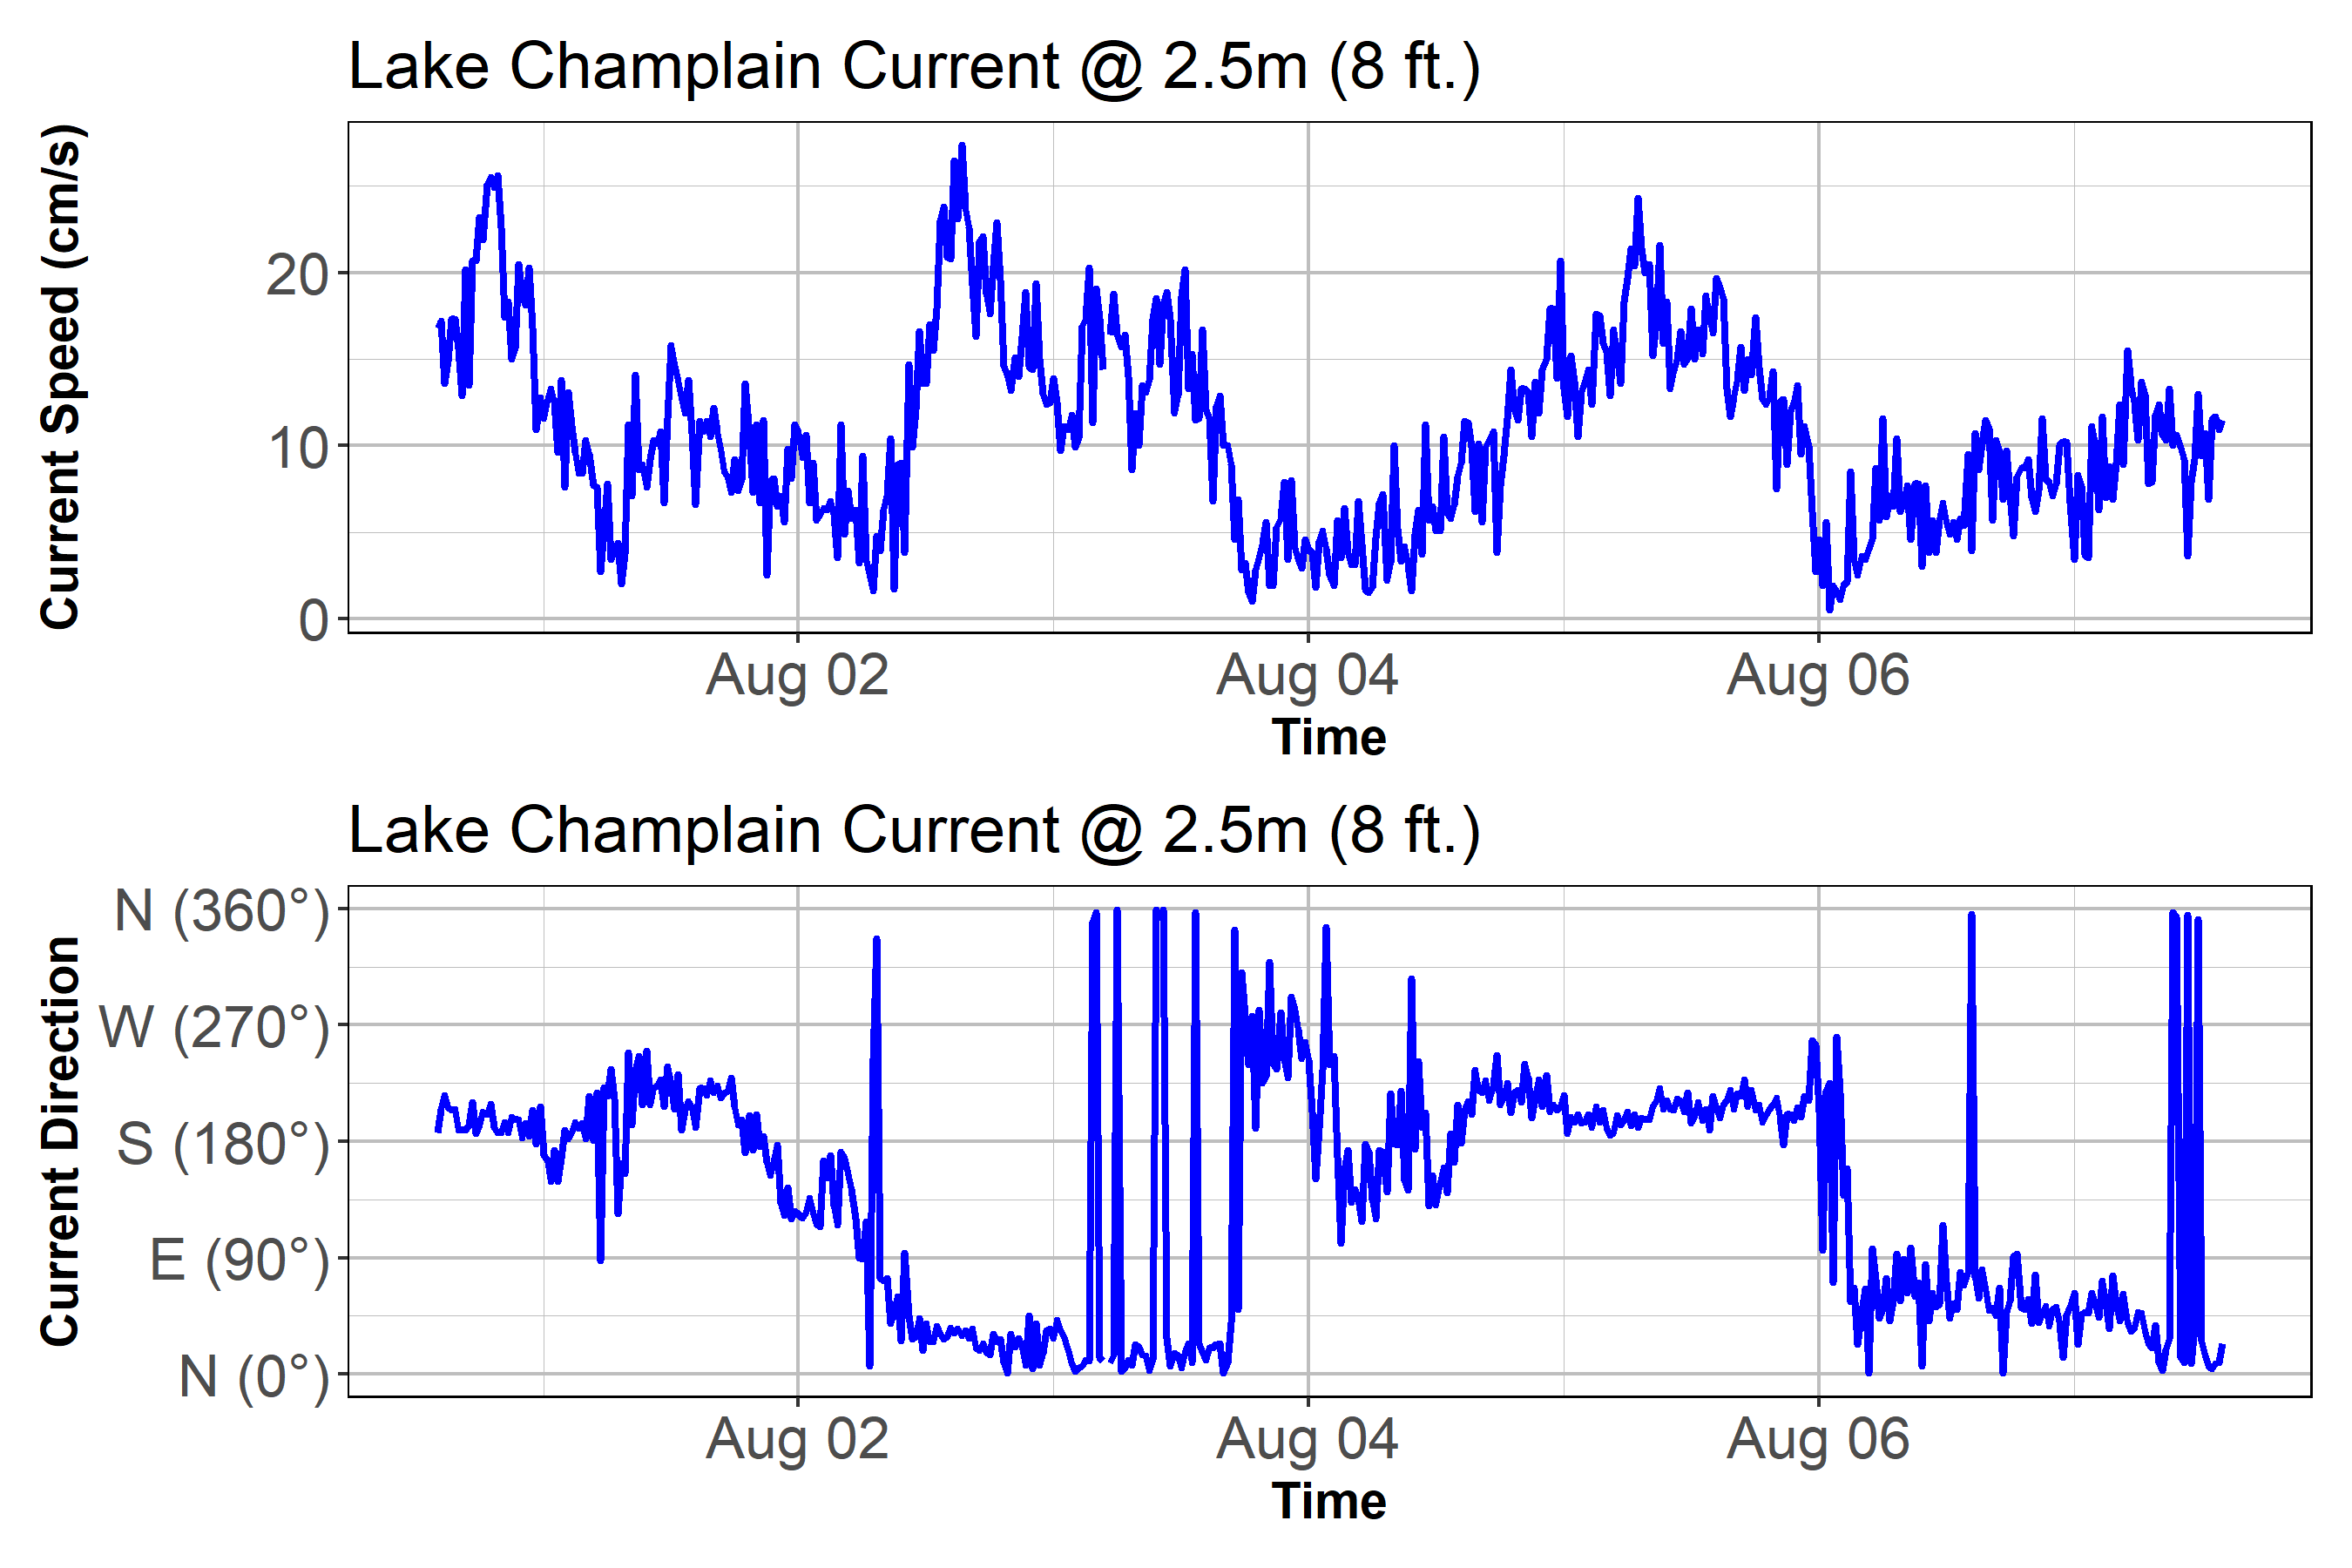 Lake Champlain Current @ 2.5m (8 ft.)
Current Speed (cm/s)
20
10
0
Aug 02
Aug 04
Aug 06
Time
Lake Champlain Current @ 2.5m (8 ft.)
Current Direction
N (360°)
W (270°)
S (180°)
E (90°)
N (0°)
Aug 02
Aug 04
Aug 06
Time